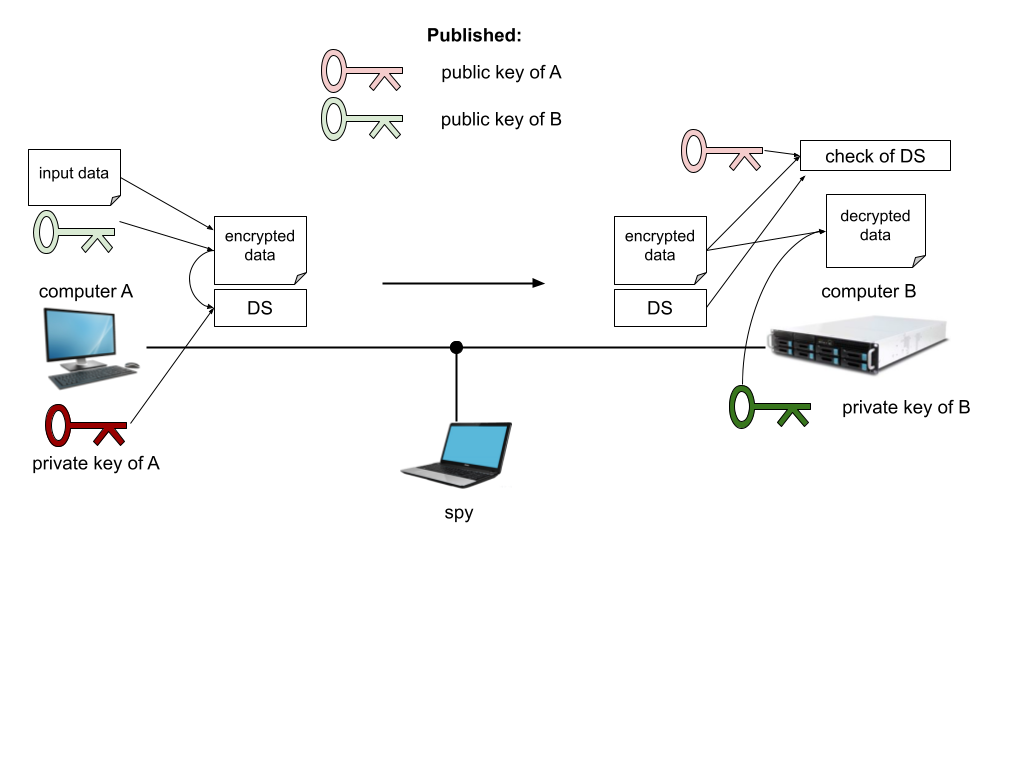 Published:
public key of A
public key of B
input data
check of DS
encrypted
data
encrypted
data
decrypted
data
computer A
DS
DS
computer B
private key of B
private key of A
spy